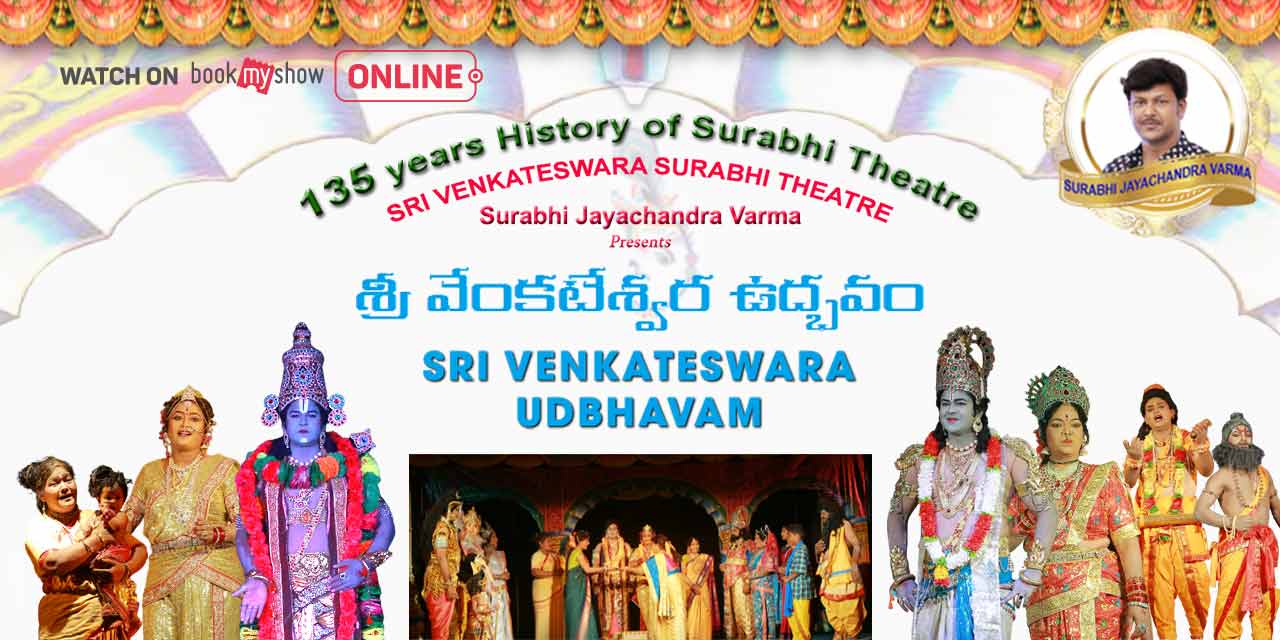 WATCH ON bookmyshow ONLINE
135 years History of Surabhi Theatre
SRI VENKATESWARA SURABHI THEATRE
Surabhi Jayachandra Varma
Presents
శ్రీ వేంకటేశ్వర ఉద్భవం
SRI VENKATESWARA
UDBHAVAM
SURABHI JAYACHANDRA VARMA